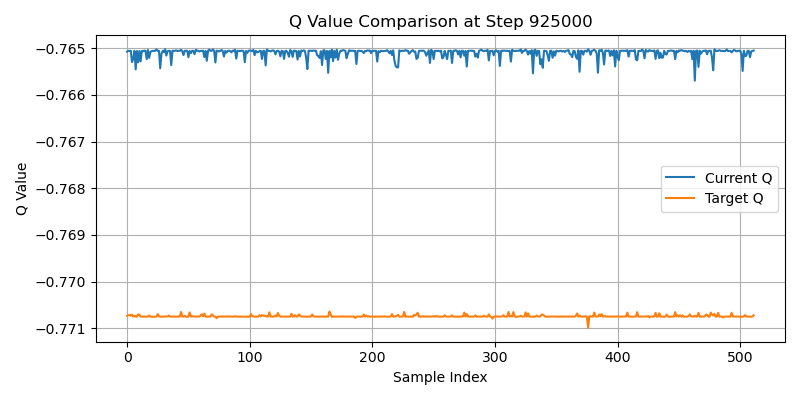 Q Value Comparison at Step 925000
−0.765
−0.766
−0.767
−0.768
−0.769
−0.770
−0.771
Q Value
Current Q
Target Q
0 100 200 300 400 500
Sample Index